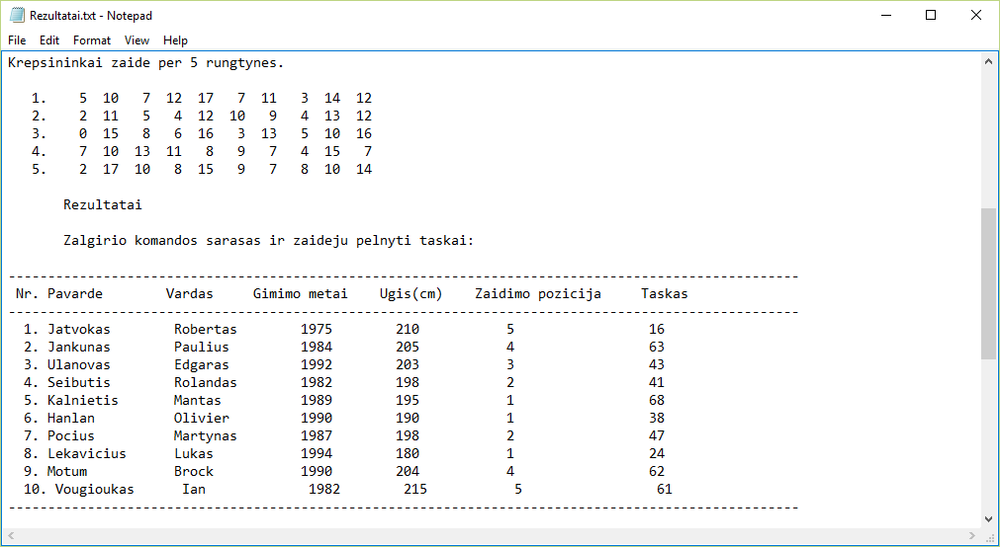 Rezultatai.txt - Notepad
File Edit Format View Help
Krepsininkai zaide per 5 rungtynes.
1. 5 10 7 12 17 7 11 3 14 12
2. 2 11 5 4 12 10 9 4 13 12
3. 0 15 8 6 16 3 13 5 10 16
4. 7 10 13 11 8 9 7 4 15 7
5. 2 17 10 8 15 9 7 8 10 14
Rezultatai
Zalgirio komandos sarasas ir zaideju pelnyti taskai:
--------------------------------------------------------------------------------------------------
Nr. Pavarde Vardas Gimimo metai Ugis(cm) Zaidimo pozicija Taskas
--------------------------------------------------------------------------------------------------
1. Jatvokas Robertas 1975 210 5 16
2. Jankunas Paulius 1984 205 4 63
3. Ulanovas Edgaras 1992 203 3 43
4. Seibutis Rolandas 1982 198 2 41
5. Kalnietis Mantas 1989 195 1 68
6. Hanlan Olivier 1990 190 1 38
7. Pocius Martynas 1987 198 2 47
8. Lekavicius Lukas 1994 180 1 24
9. Motum Brock 1990 204 4 62
10. Vougioukas Ian 1982 215 5 61
--------------------------------------------------------------------------------------------------